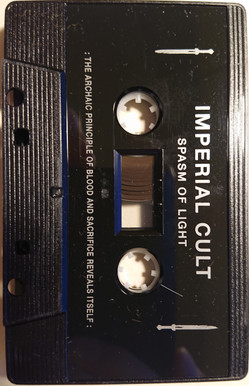 IMPERIAL CULT
SPASM OF LIGHT
: THE ARCHAIC PRINCIPLE OF BLOOD AND SACRIFICE REVEALS ITSELF :